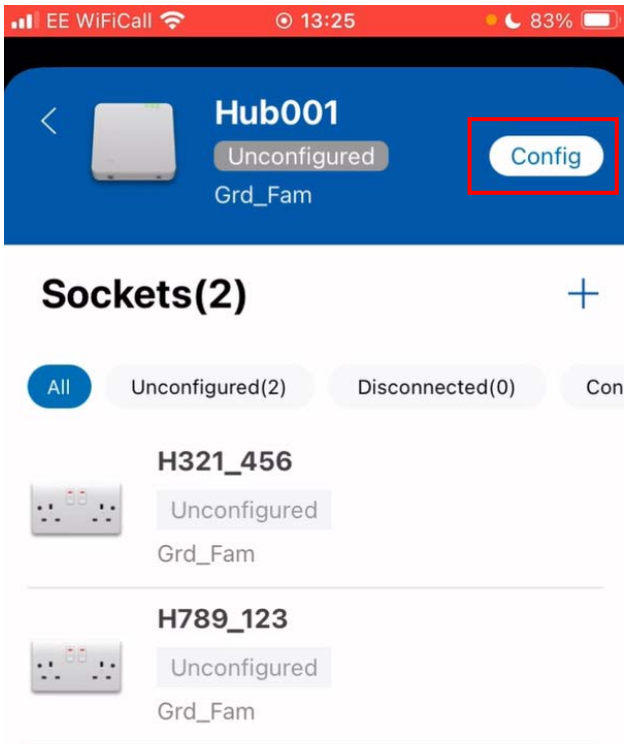 EE WiFiCall 13:25 83%
Hub001
Unconfigured
Config
Grd_Fam
Sockets(2)
All Unconfigured(2) Disconnected(0) Con
H321_456
Unconfigured
Grd_Fam
H789_123
Unconfigured
Grd_Fam